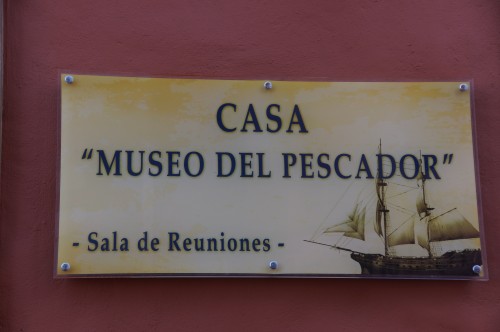 CASA
"MUSEO DEL PESCADOR"
- Sala de Reuniones -